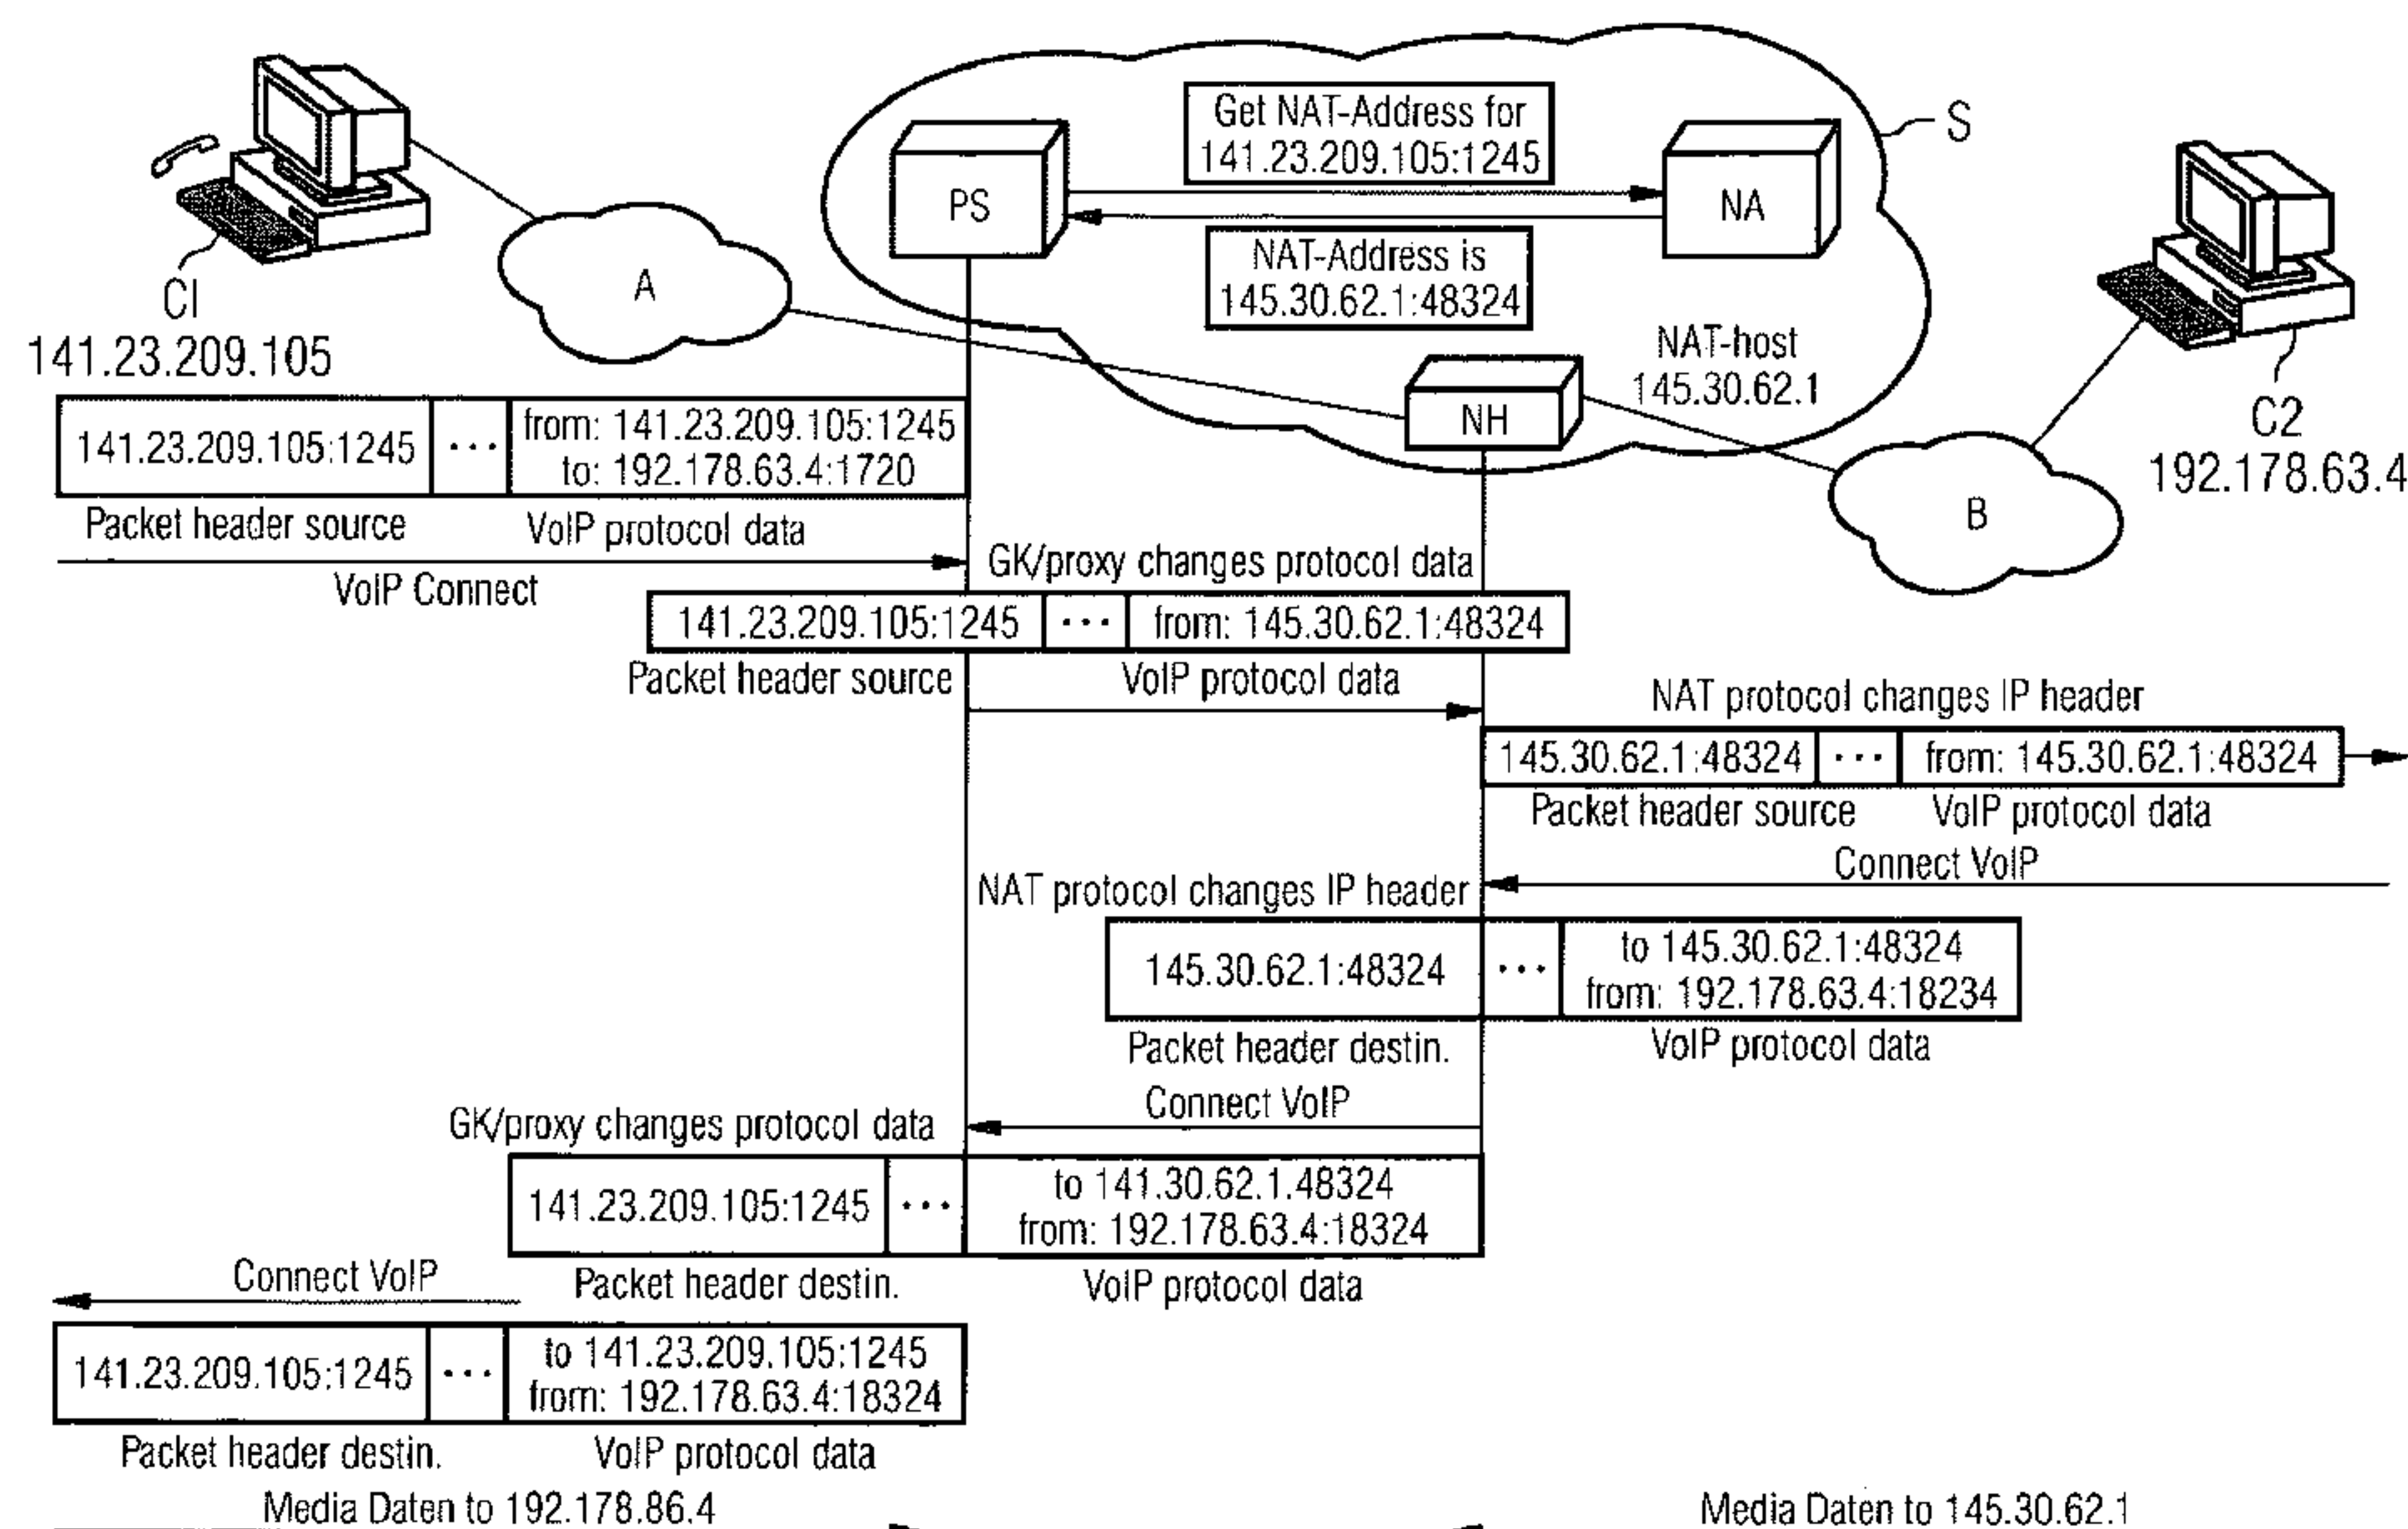 Get NAT-Address for
141.23.209.105:1245
S
PS
NA
NAT-Address is
145.30.62.1:48324
A
CI
141.23.209.105
NAT-host
145.30.62.1
NH
C2
192.178.63.4
B
141.23.209.105:1245
...
from: 141.23.209.105:1245
to: 192.178.63.4:1720
Packet header source
VoIP protocol data
VoIP Connect
GK/proxy changes protocol data
141.23.209.105:1245
...
from: 145.30.62.1:48324
Packet header source
VoIP protocol data
NAT protocol changes IP header
145.30.62.1:48324
...
from: 145.30.62.1:48324
Packet header source
VoIP protocol data
Connect VoIP
NAT protocol changes IP header
145.30.62.1:48324
...
to 145.30.62.1:48324
from: 192.178.63.4:18234
Packet header destin.
VoIP protocol data
Connect VoIP
GK/proxy changes protocol data
141.23.209.105:1245
...
to 141.30.62.1.48324
from: 192.178.63.4:18324
Packet header destin.
VoIP protocol data
Connect VoIP
141.23.209.105:1245
...
to 141.23.209.105:1245
from: 192.178.63.4:18324
Packet header destin.
VoIP protocol data
Media Daten to 192.178.86.4
Media Daten to 145.30.62.1